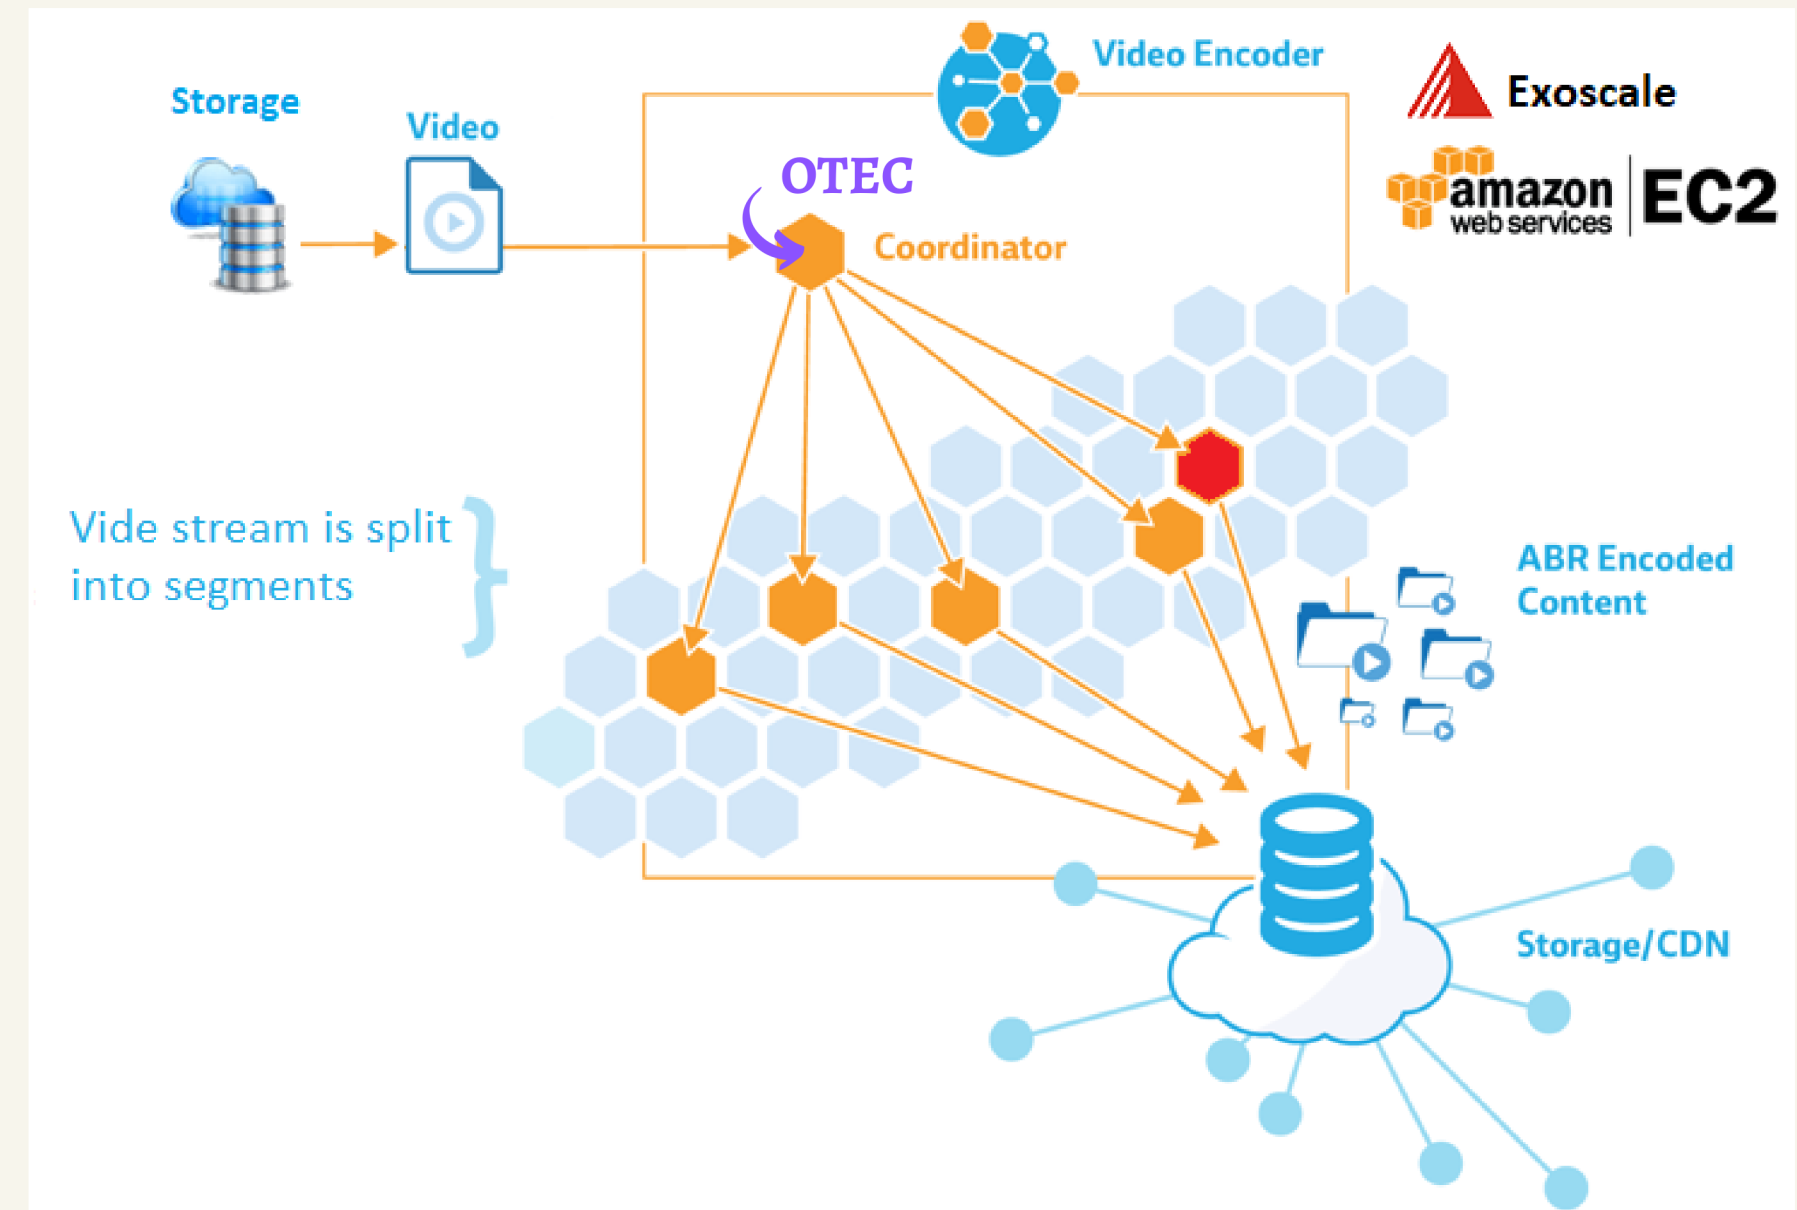 Storage
Video
Video Encoder
Exoscale
amazon
web services
EC2
OTEC
Coordinator
Vide stream is split
into segments
ABR Encoded
Content
Storage/CDN